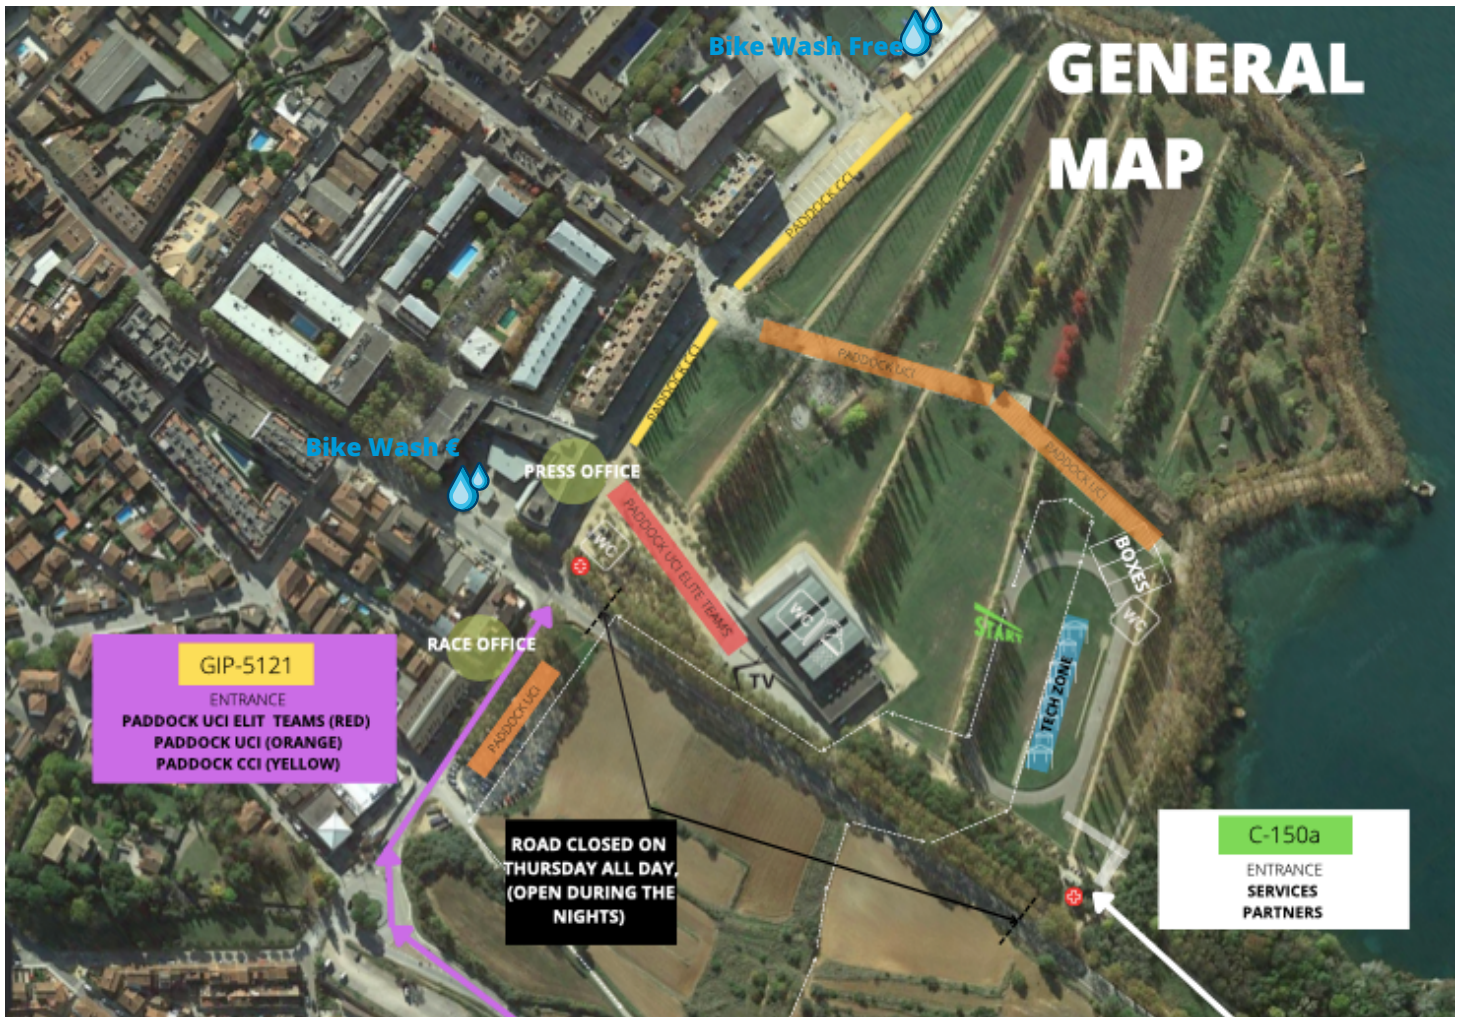 Bike Wash Free
GENERAL
MAP
PADDOCK CCI
PADDOCK CCI
PADDOCK UCI
PADDOCK UCI
Bike Wash €
PRESS OFFICE
WC
PADDOCK UCI ELITE TEAMS
BOXES
WC
WC
START
TV
TECH ZONE
RACE OFFICE
PADDOCK UCI
GIP-5121
ENTRANCE
PADDOCK UCI ELIT TEAMS (RED)
PADDOCK UCI (ORANGE)
PADDOCK CCI (YELLOW)
ROAD CLOSED ON
THURSDAY ALL DAY,
(OPEN DURING THE
NIGHTS)
C-150a
ENTRANCE
SERVICES
PARTNERS